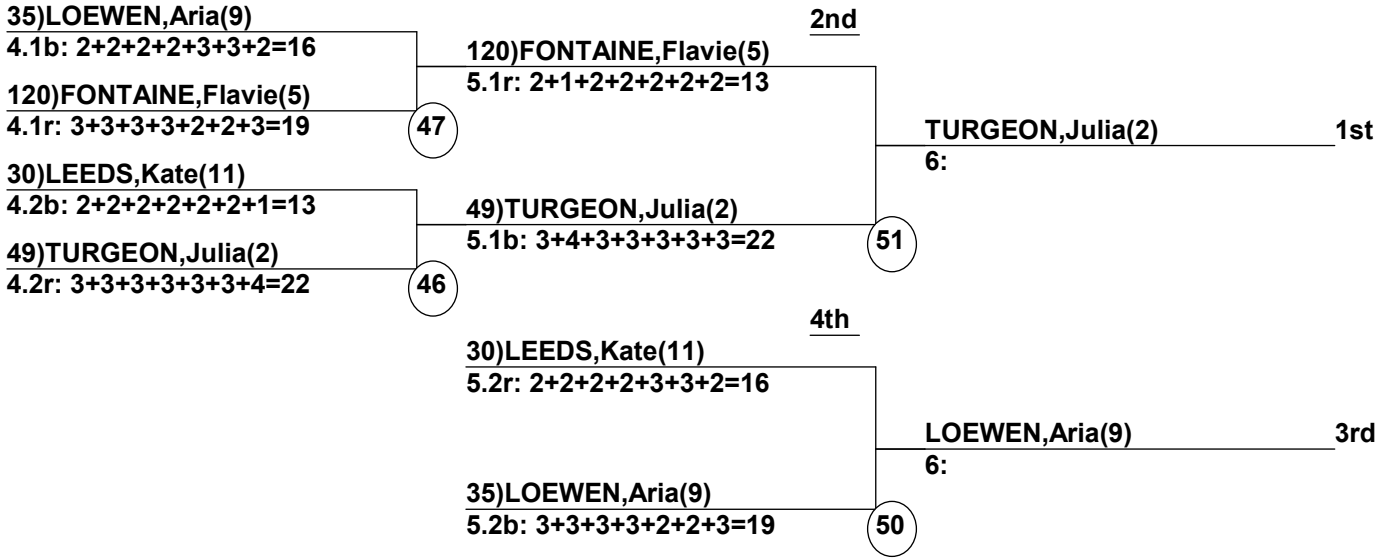 35)LOEWEN,Aria(9)
4.1b: 2+2+2+2+3+3+2=16
120)FONTAINE,Flavie(5)
4.1r: 3+3+3+3+2+2+3=19
47
30)LEEDS,Kate(11)
4.2b: 2+2+2+2+2+2+1=13
49)TURGEON,Julia(2)
4.2r: 3+3+3+3+3+3+4=22
46
2nd
120)FONTAINE,Flavie(5)
5.1r: 2+1+2+2+2+2+2=13
49)TURGEON,Julia(2)
5.1b: 3+4+3+3+3+3+3=22
51
TURGEON,Julia(2)
1st
6:
4th
30)LEEDS,Kate(11)
5.2r: 2+2+2+2+3+3+2=16
35)LOEWEN,Aria(9)
5.2b: 3+3+3+3+2+2+3=19
50
LOEWEN,Aria(9)
3rd
6: